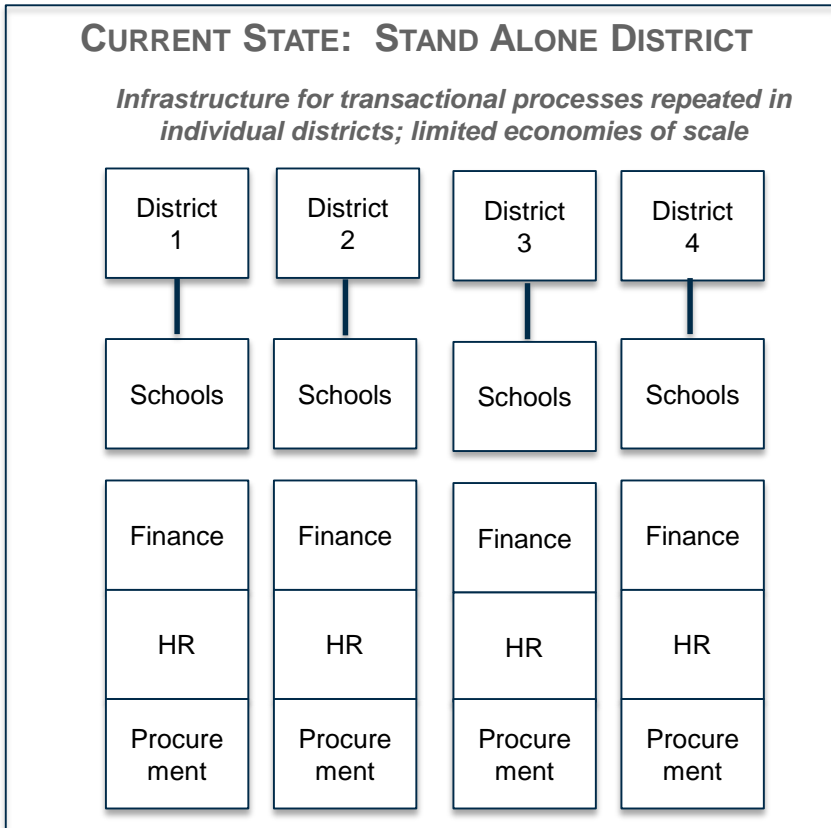 CURRENT STATE: STAND ALONE DISTRICT
Infrastructure for transactional processes repeated in
individual districts; limited economies of scale
District
1
District
2
District
3
District
4
Schools
Schools
Schools
Schools
Finance
Finance
Finance
Finance
HR
HR
HR
HR
Procure
ment
Procure
ment
Procure
ment
Procure
ment